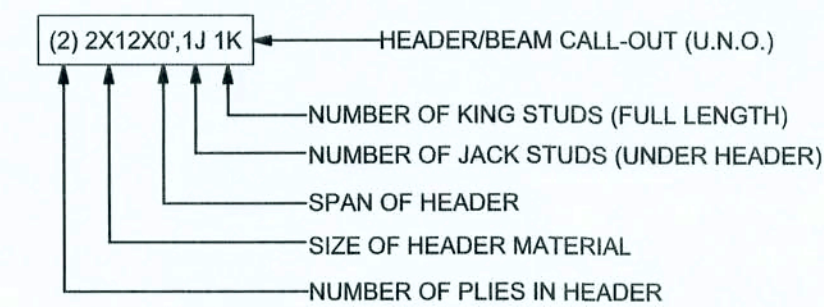 (2) 2X12X0',1J 1K
HEADER/BEAM CALL-OUT (U.N.O.)
NUMBER OF KING STUDS (FULL LENGTH)
NUMBER OF JACK STUDS (UNDER HEADER)
SPAN OF HEADER
SIZE OF HEADER MATERIAL
NUMBER OF PLIES IN HEADER